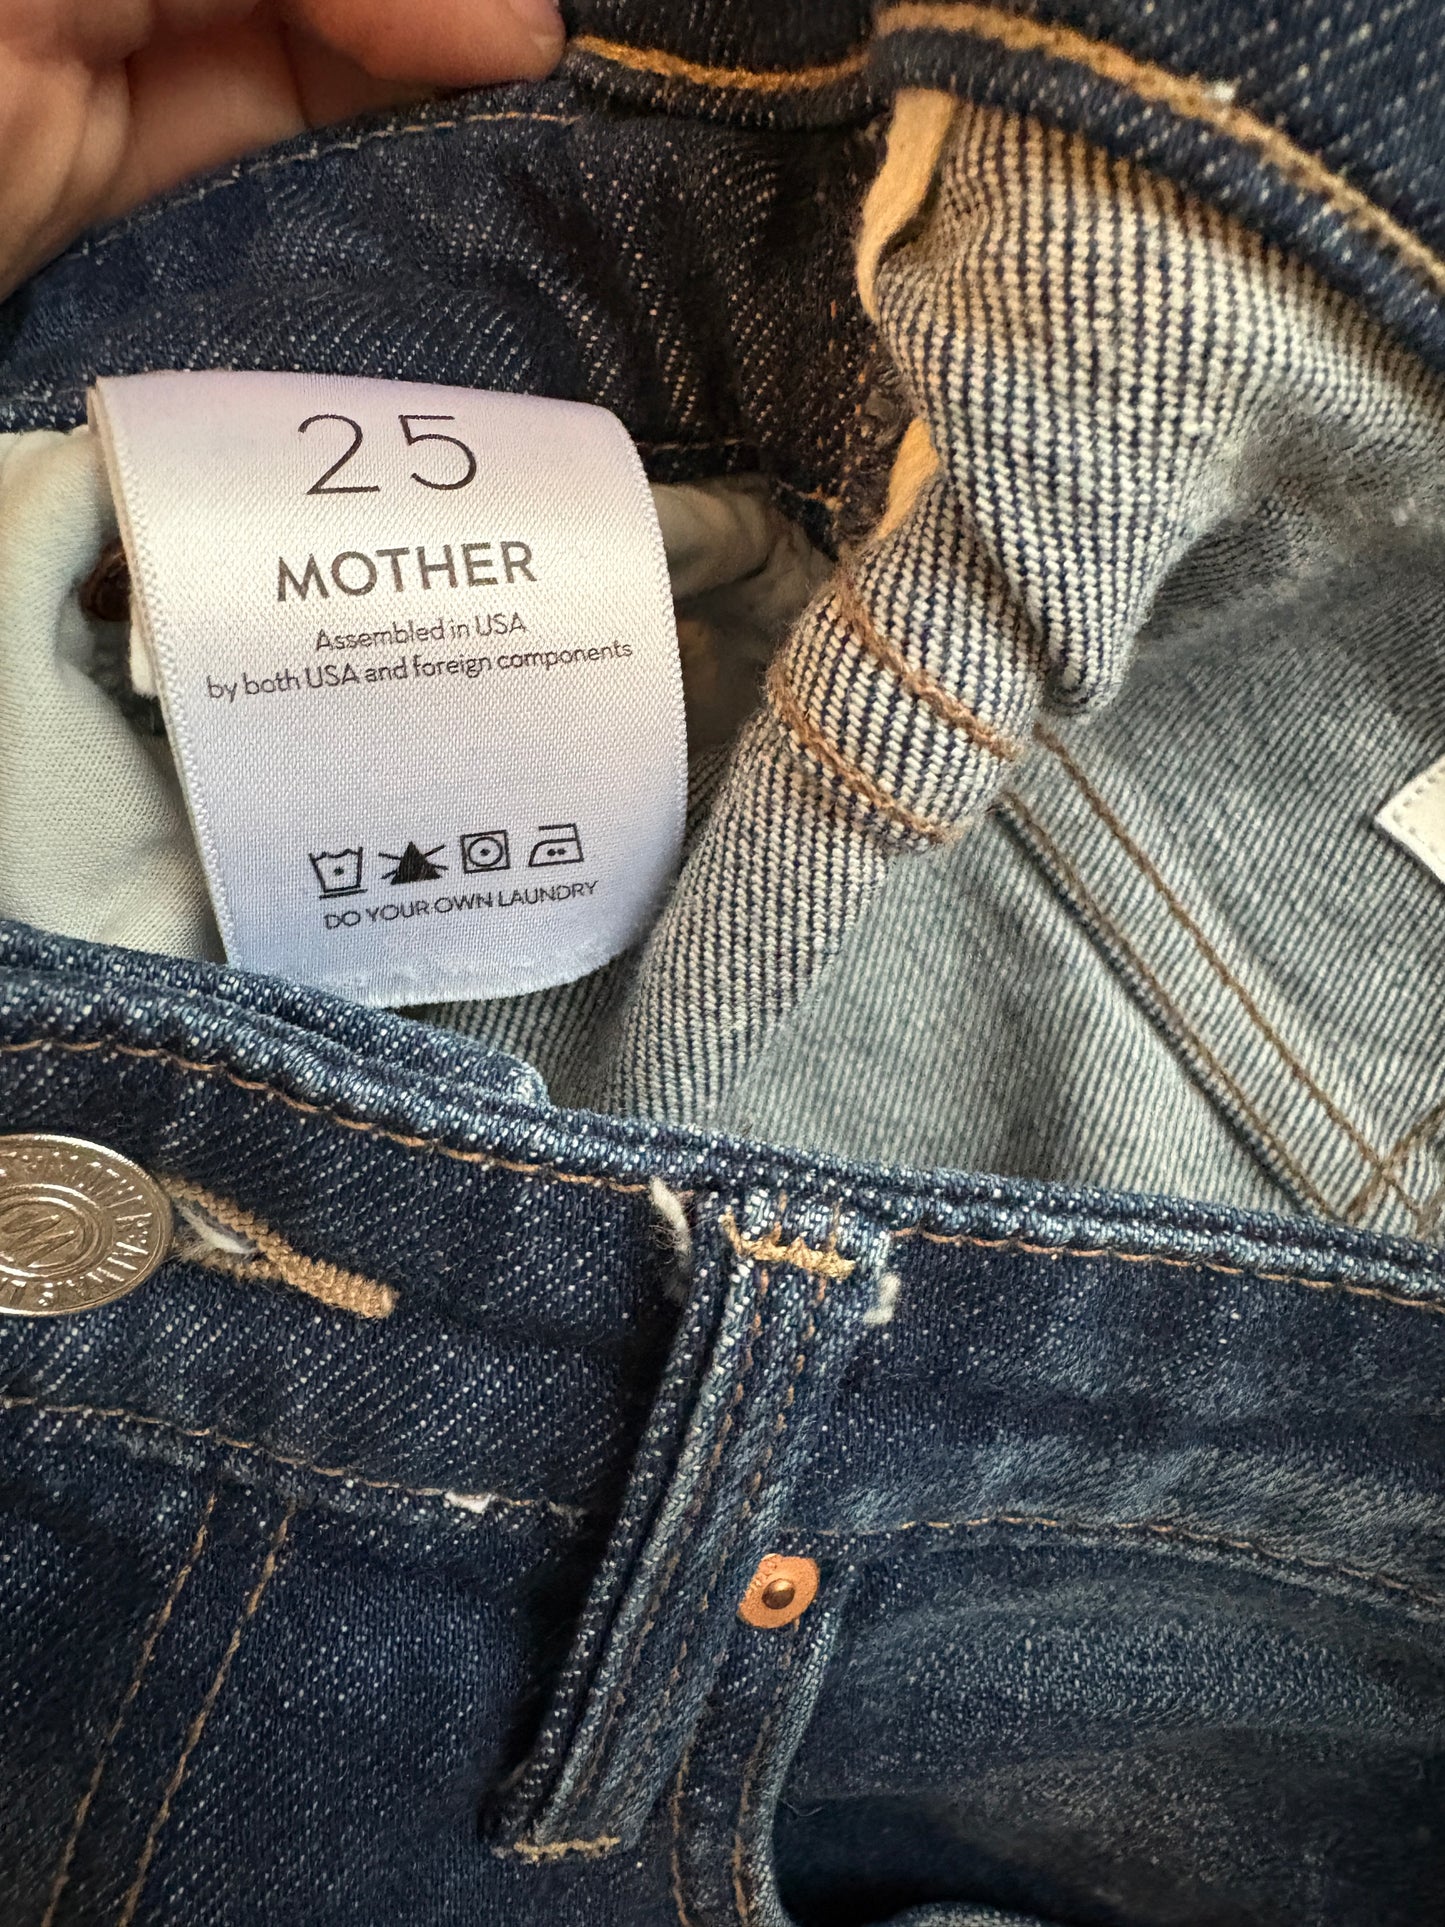 25
MOTHER
Assembled in USA
by both USA and foreign components
DO YOUR OWN LAUNDRY